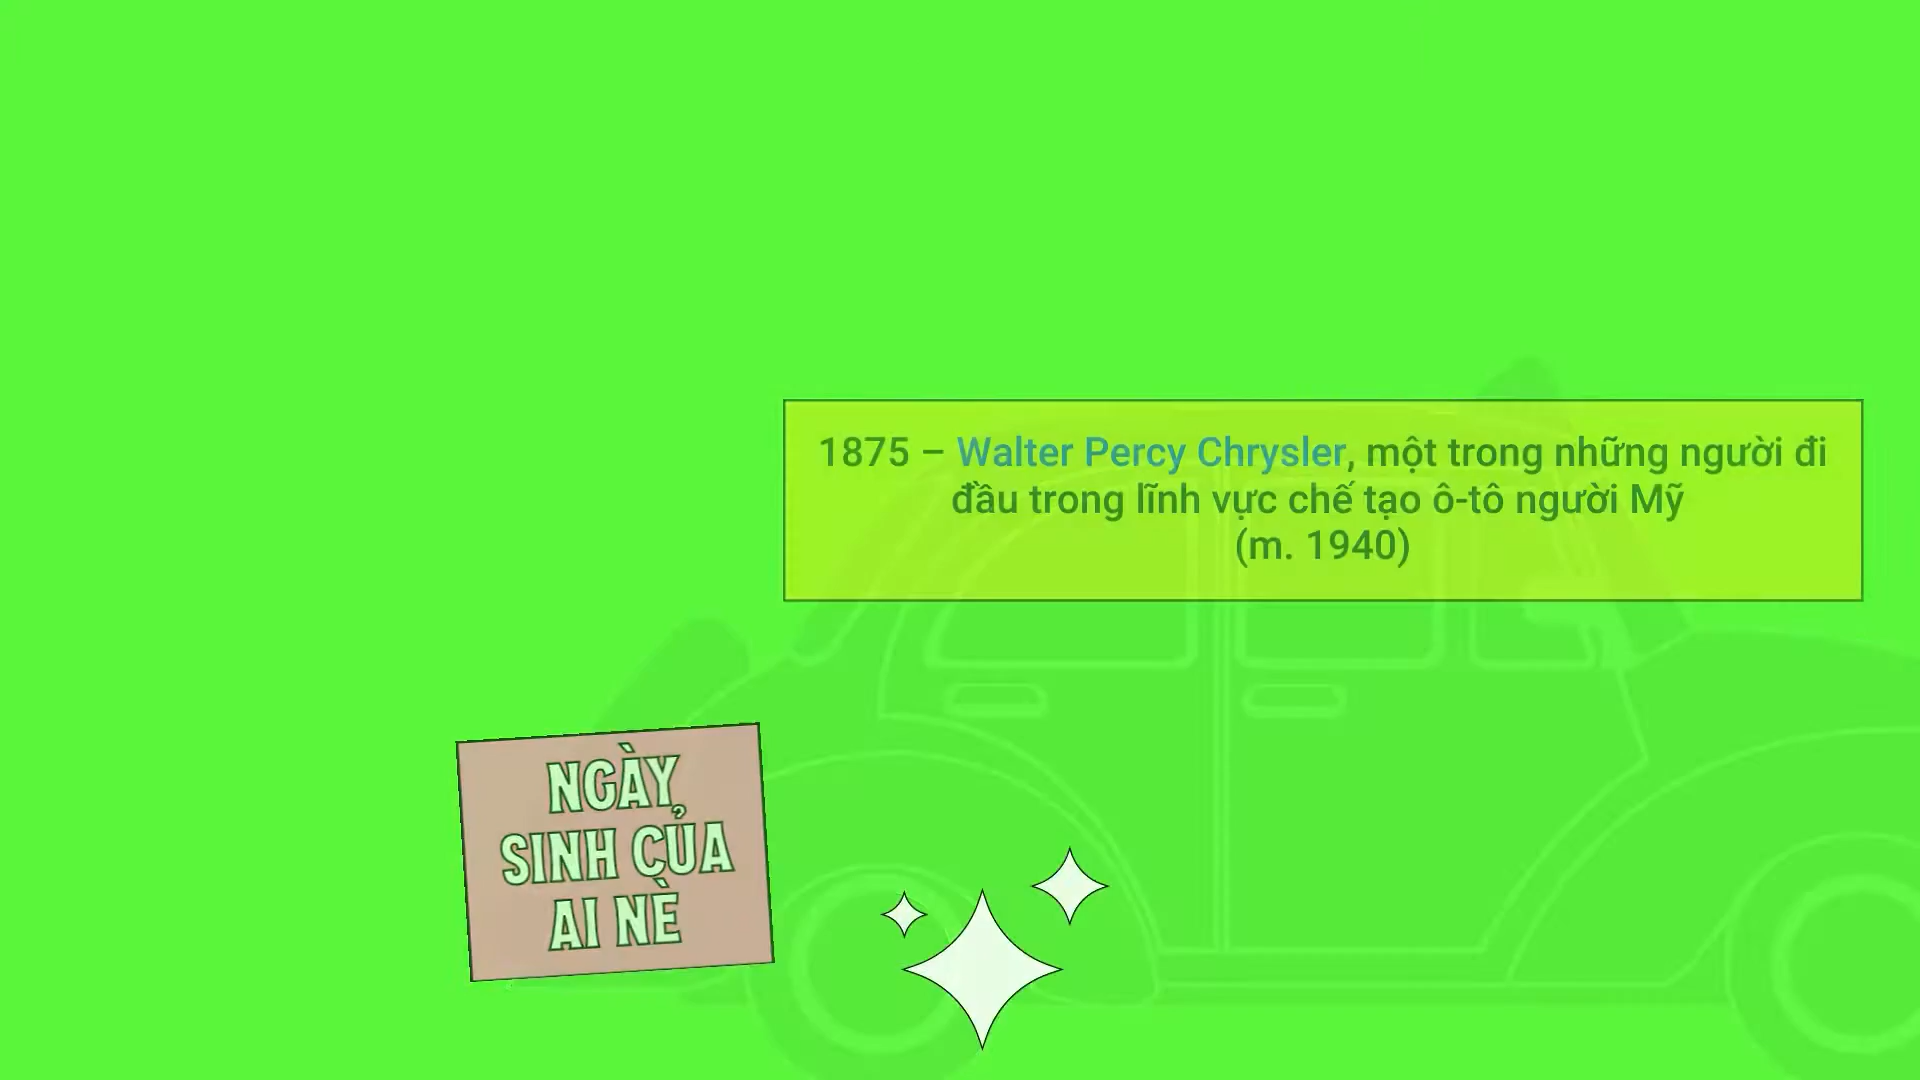 1875 – Walter Percy Chrysler, một trong những người đi
đầu trong lĩnh vực chế tạo ô-tô người Mỹ
(m. 1940)
NGÀY
SINH CỦA
AI NÈ